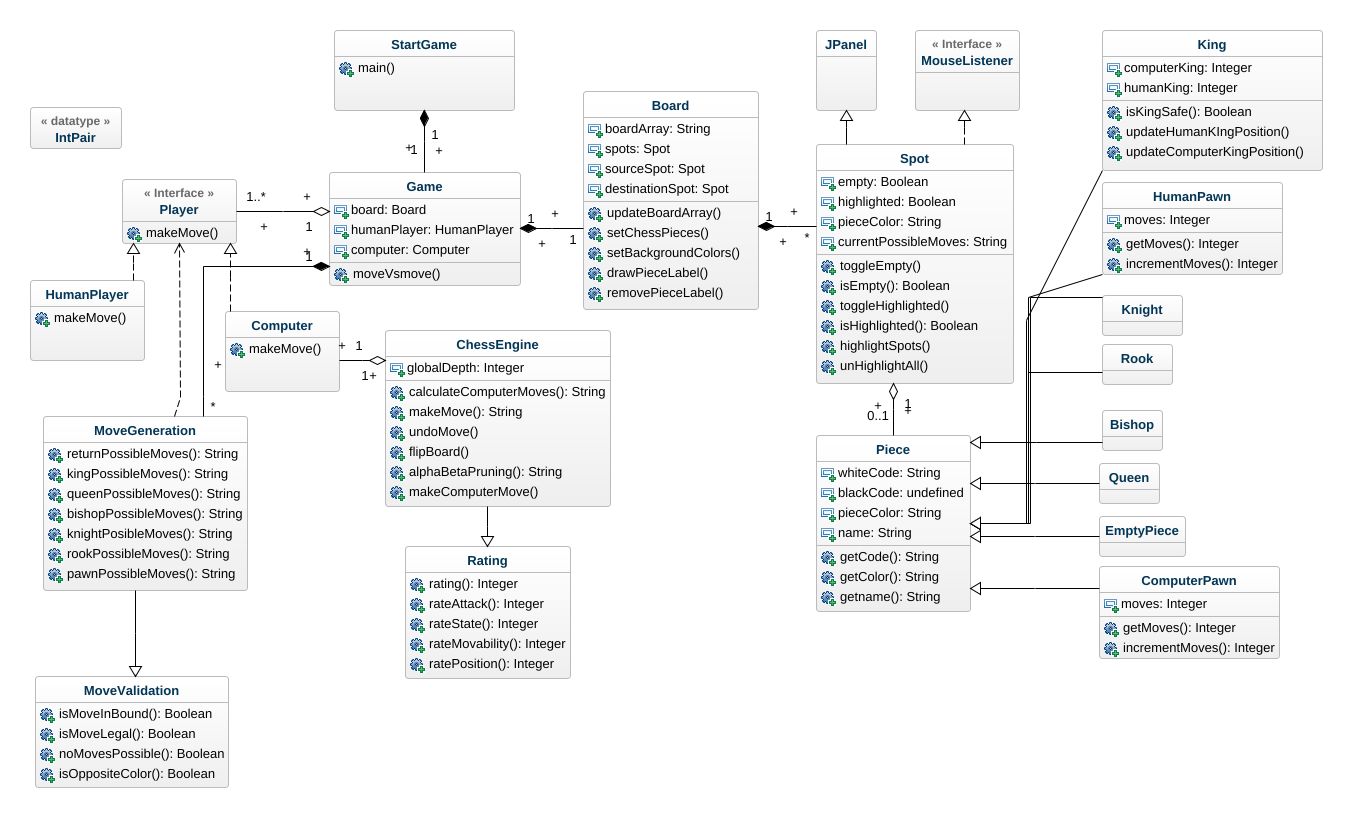 StartGame
main()
« datatype »
IntPair
« Interface »
Player
makeMove()
HumanPlayer
makeMove()
Computer
makeMove()
1..*
+
+
1
+
1
1
+
Game
board: Board
humanPlayer: HumanPlayer
computer: Computer
moveVsmove()
+
1
+
*
1
+
+
1
Board
boardArray: String
spots: Spot
sourceSpot: Spot
destinationSpot: Spot
updateBoardArray()
setChessPieces()
setBackgroundColors()
drawPieceLabel()
removePieceLabel()
1
+
+
*
JPanel
« Interface »
MouseListener
Spot
empty: Boolean
highlighted: Boolean
pieceColor: String
currentPossibleMoves: String
toggleEmpty()
isEmpty(): Boolean
toggleHighlighted()
isHighlighted(): Boolean
highlightSpots()
unHighlightAll()
+
0..1
1
+
Piece
whiteCode: String
blackCode: undefined
pieceColor: String
name: String
getCode(): String
getColor(): String
getname(): String
King
computerKing: Integer
humanKing: Integer
isKingSafe(): Boolean
updateHumanKIngPosition()
updateComputerKingPosition()
HumanPawn
moves: Integer
getMoves(): Integer
incrementMoves(): Integer
Knight
Rook
Bishop
Queen
EmptyPiece
ComputerPawn
moves: Integer
getMoves(): Integer
incrementMoves(): Integer
+
1
1+
ChessEngine
globalDepth: Integer
calculateComputerMoves(): String
makeMove(): String
undoMove()
flipBoard()
alphaBetaPruning(): String
makeComputerMove()
Rating
rating(): Integer
rateAttack(): Integer
rateState(): Integer
rateMovability(): Integer
ratePosition(): Integer
MoveGeneration
returnPossibleMoves(): String
kingPossibleMoves(): String
queenPossibleMoves(): String
bishopPossibleMoves(): String
knightPosibleMoves(): String
rookPossibleMoves(): String
pawnPossibleMoves(): String
MoveValidation
isMoveInBound(): Boolean
isMoveLegal(): Boolean
noMovesPossible(): Boolean
isOppositeColor(): Boolean